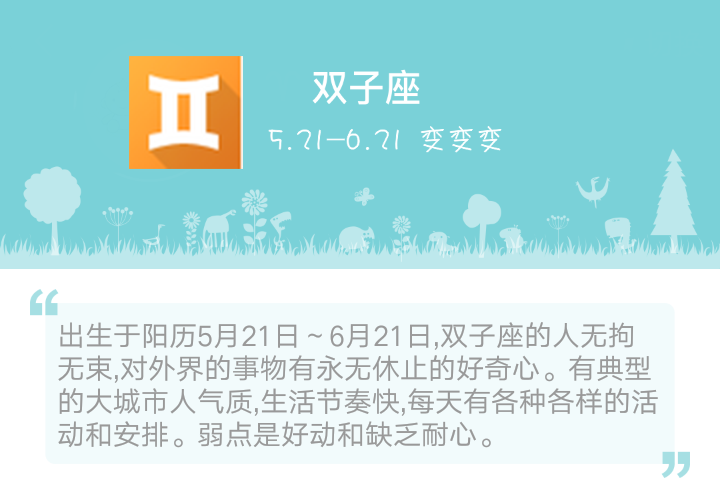 双子座
5.21-6.21 变变变
出生于阳历5月21日~6月21日,双子座的人无拘
无束,对外界的事物有永无休止的好奇心。有典型
的大城市人气质,生活节奏快,每天有各种各样的活
动和安排。弱点是好动和缺乏耐心。